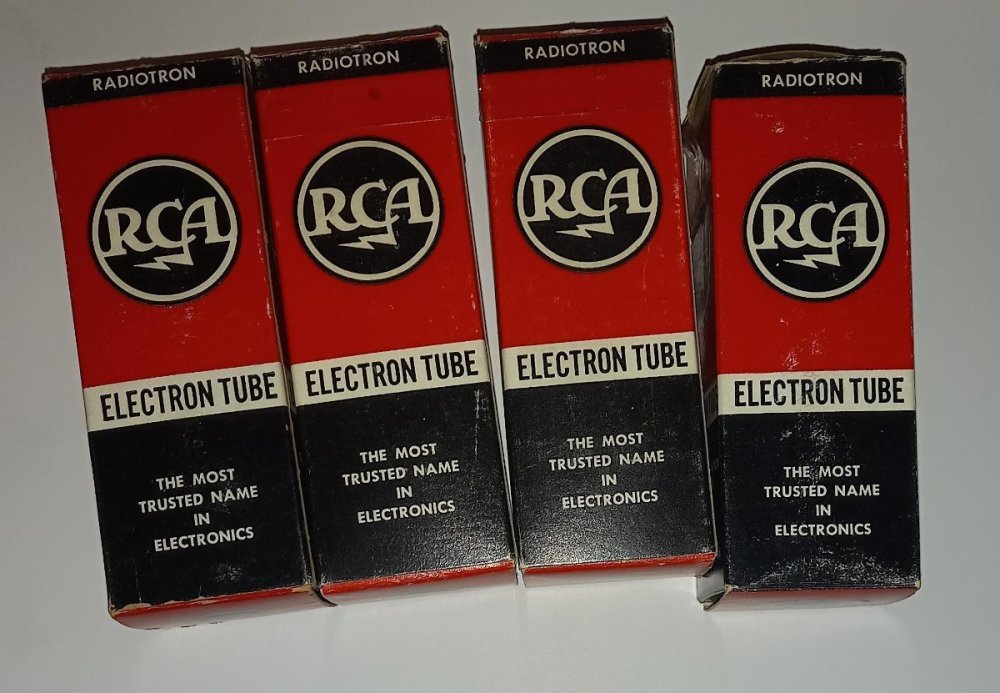 RADIOTRON
RCA
ELECTRON TUBE
THE MOST
TRUSTED NAME
IN
ELECTRONICS
RADIOTRON
RCA
ELECTRON TUBE
THE MOST
TRUSTED NAME
IN
ELECTRONICS
RADIOTRON
RCA
ELECTRON TUBE
THE MOST
TRUSTED NAME
IN
ELECTRONICS
RADIOTRON
RCA
ELECTRON TUBE
THE MOST
TRUSTED NAME
IN
ELECTRONICS